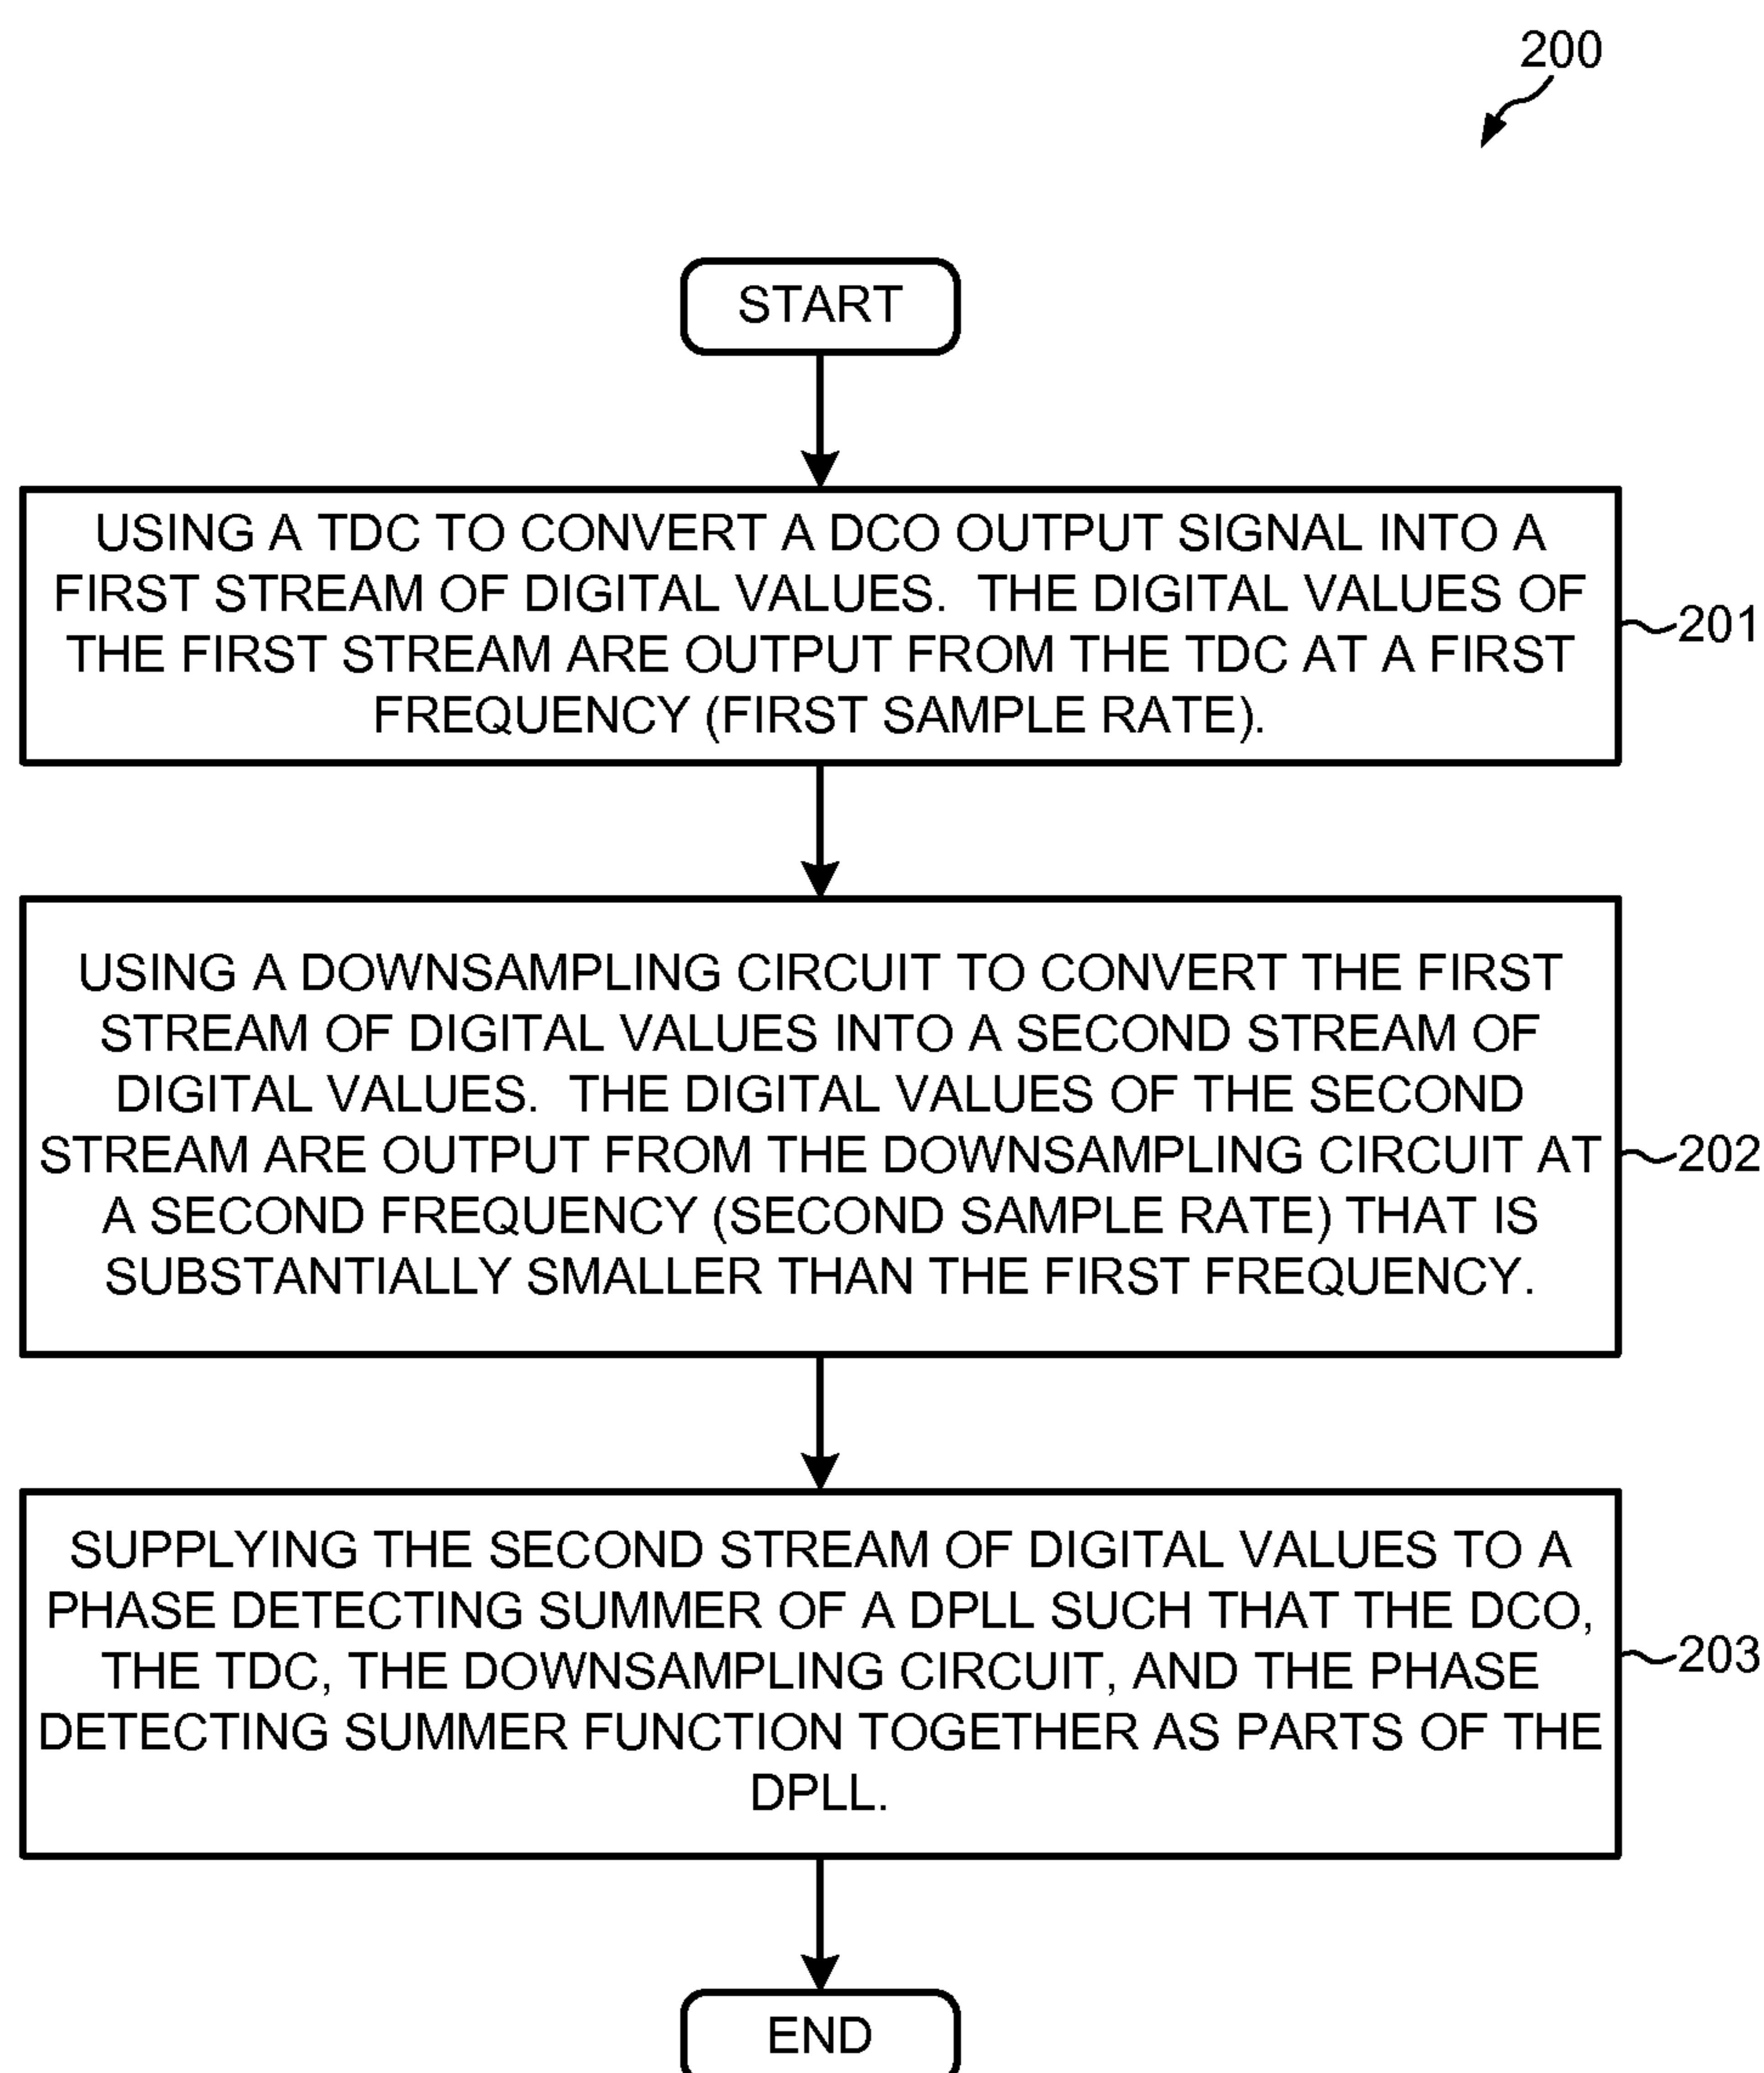 200
START
USING A TDC TO CONVERT A DCO OUTPUT SIGNAL INTO A
FIRST STREAM OF DIGITAL VALUES.  THE DIGITAL VALUES OF
THE FIRST STREAM ARE OUTPUT FROM THE TDC AT A FIRST
FREQUENCY (FIRST SAMPLE RATE).
201
USING A DOWNSAMPLING CIRCUIT TO CONVERT THE FIRST
STREAM OF DIGITAL VALUES INTO A SECOND STREAM OF
DIGITAL VALUES.  THE DIGITAL VALUES OF THE SECOND
STREAM ARE OUTPUT FROM THE DOWNSAMPLING CIRCUIT AT
A SECOND FREQUENCY (SECOND SAMPLE RATE) THAT IS
SUBSTANTIALLY SMALLER THAN THE FIRST FREQUENCY.
202
SUPPLYING THE SECOND STREAM OF DIGITAL VALUES TO A
PHASE DETECTING SUMMER OF A DPLL SUCH THAT THE DCO,
THE TDC, THE DOWNSAMPLING CIRCUIT, AND THE PHASE
DETECTING SUMMER FUNCTION TOGETHER AS PARTS OF THE
DPLL.
203
END